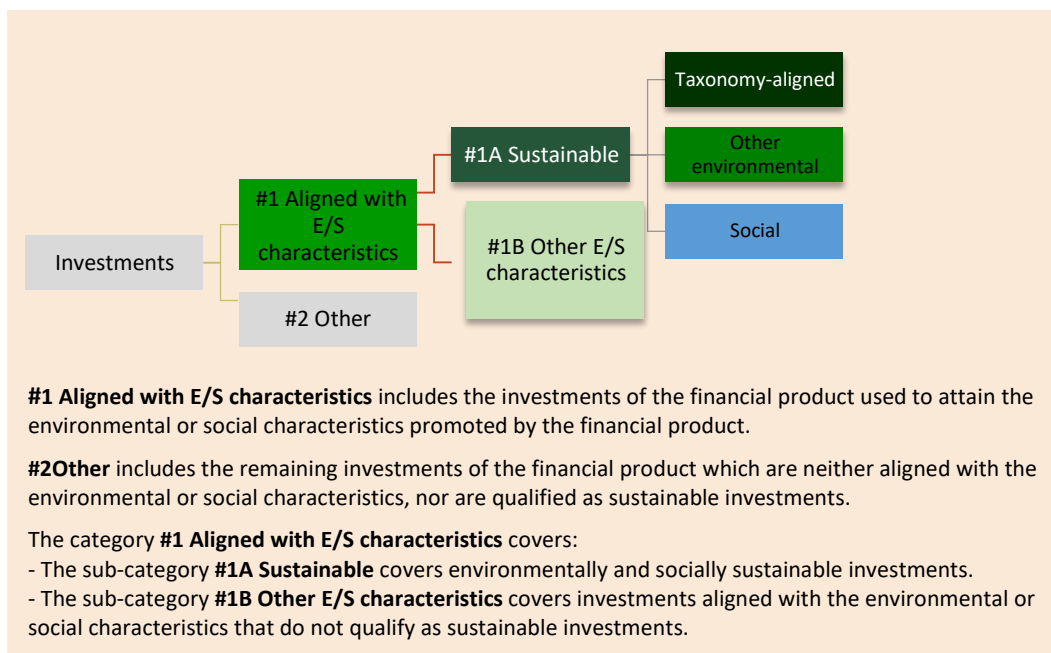 Taxonomy-aligned
#1A Sustainable
Other
environmental
#1 Aligned with
E/S
characteristics
Social
#1B Other E/S
characteristics
Investments
#2 Other
#1 Aligned with E/S characteristics includes the investments of the financial product used to attain the
environmental or social characteristics promoted by the financial product.
#2Other includes the remaining investments of the financial product which are neither aligned with the
environmental or social characteristics, nor are qualified as sustainable investments.
The category #1 Aligned with E/S characteristics covers:
- The sub-category #1A Sustainable covers environmentally and socially sustainable investments.
- The sub-category #1B Other E/S characteristics covers investments aligned with the environmental or
social characteristics that do not qualify as sustainable investments.